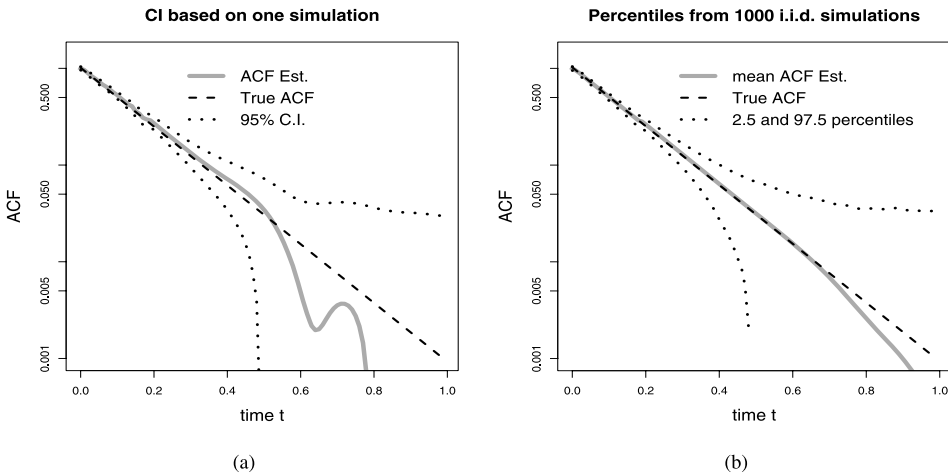 CI based on one simulation
ACF Est.
True ACF
95% C.I.
ACF
0.500
0.050
0.005
0.001
0.0 0.2 0.4 0.6 0.8 1.0
time t
(a)
Percentiles from 1000 i.i.d. simulations
mean ACF Est.
True ACF
2.5 and 97.5 percentiles
ACF
0.500
0.050
0.005
0.001
0.0 0.2 0.4 0.6 0.8 1.0
time t
(b)